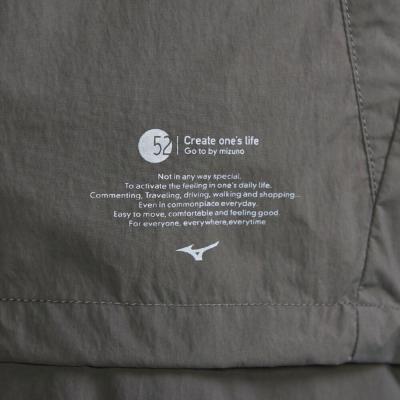 52
Create one's life
Go to by mizuno
Not in any way special.
To activate the feeling in one's daily life.
Commenting, Traveling, driving, walking and shopping...
Even in commonplace everyday.
Easy to move, comfortable and feeling good.
For everyone, everywhere, everytime